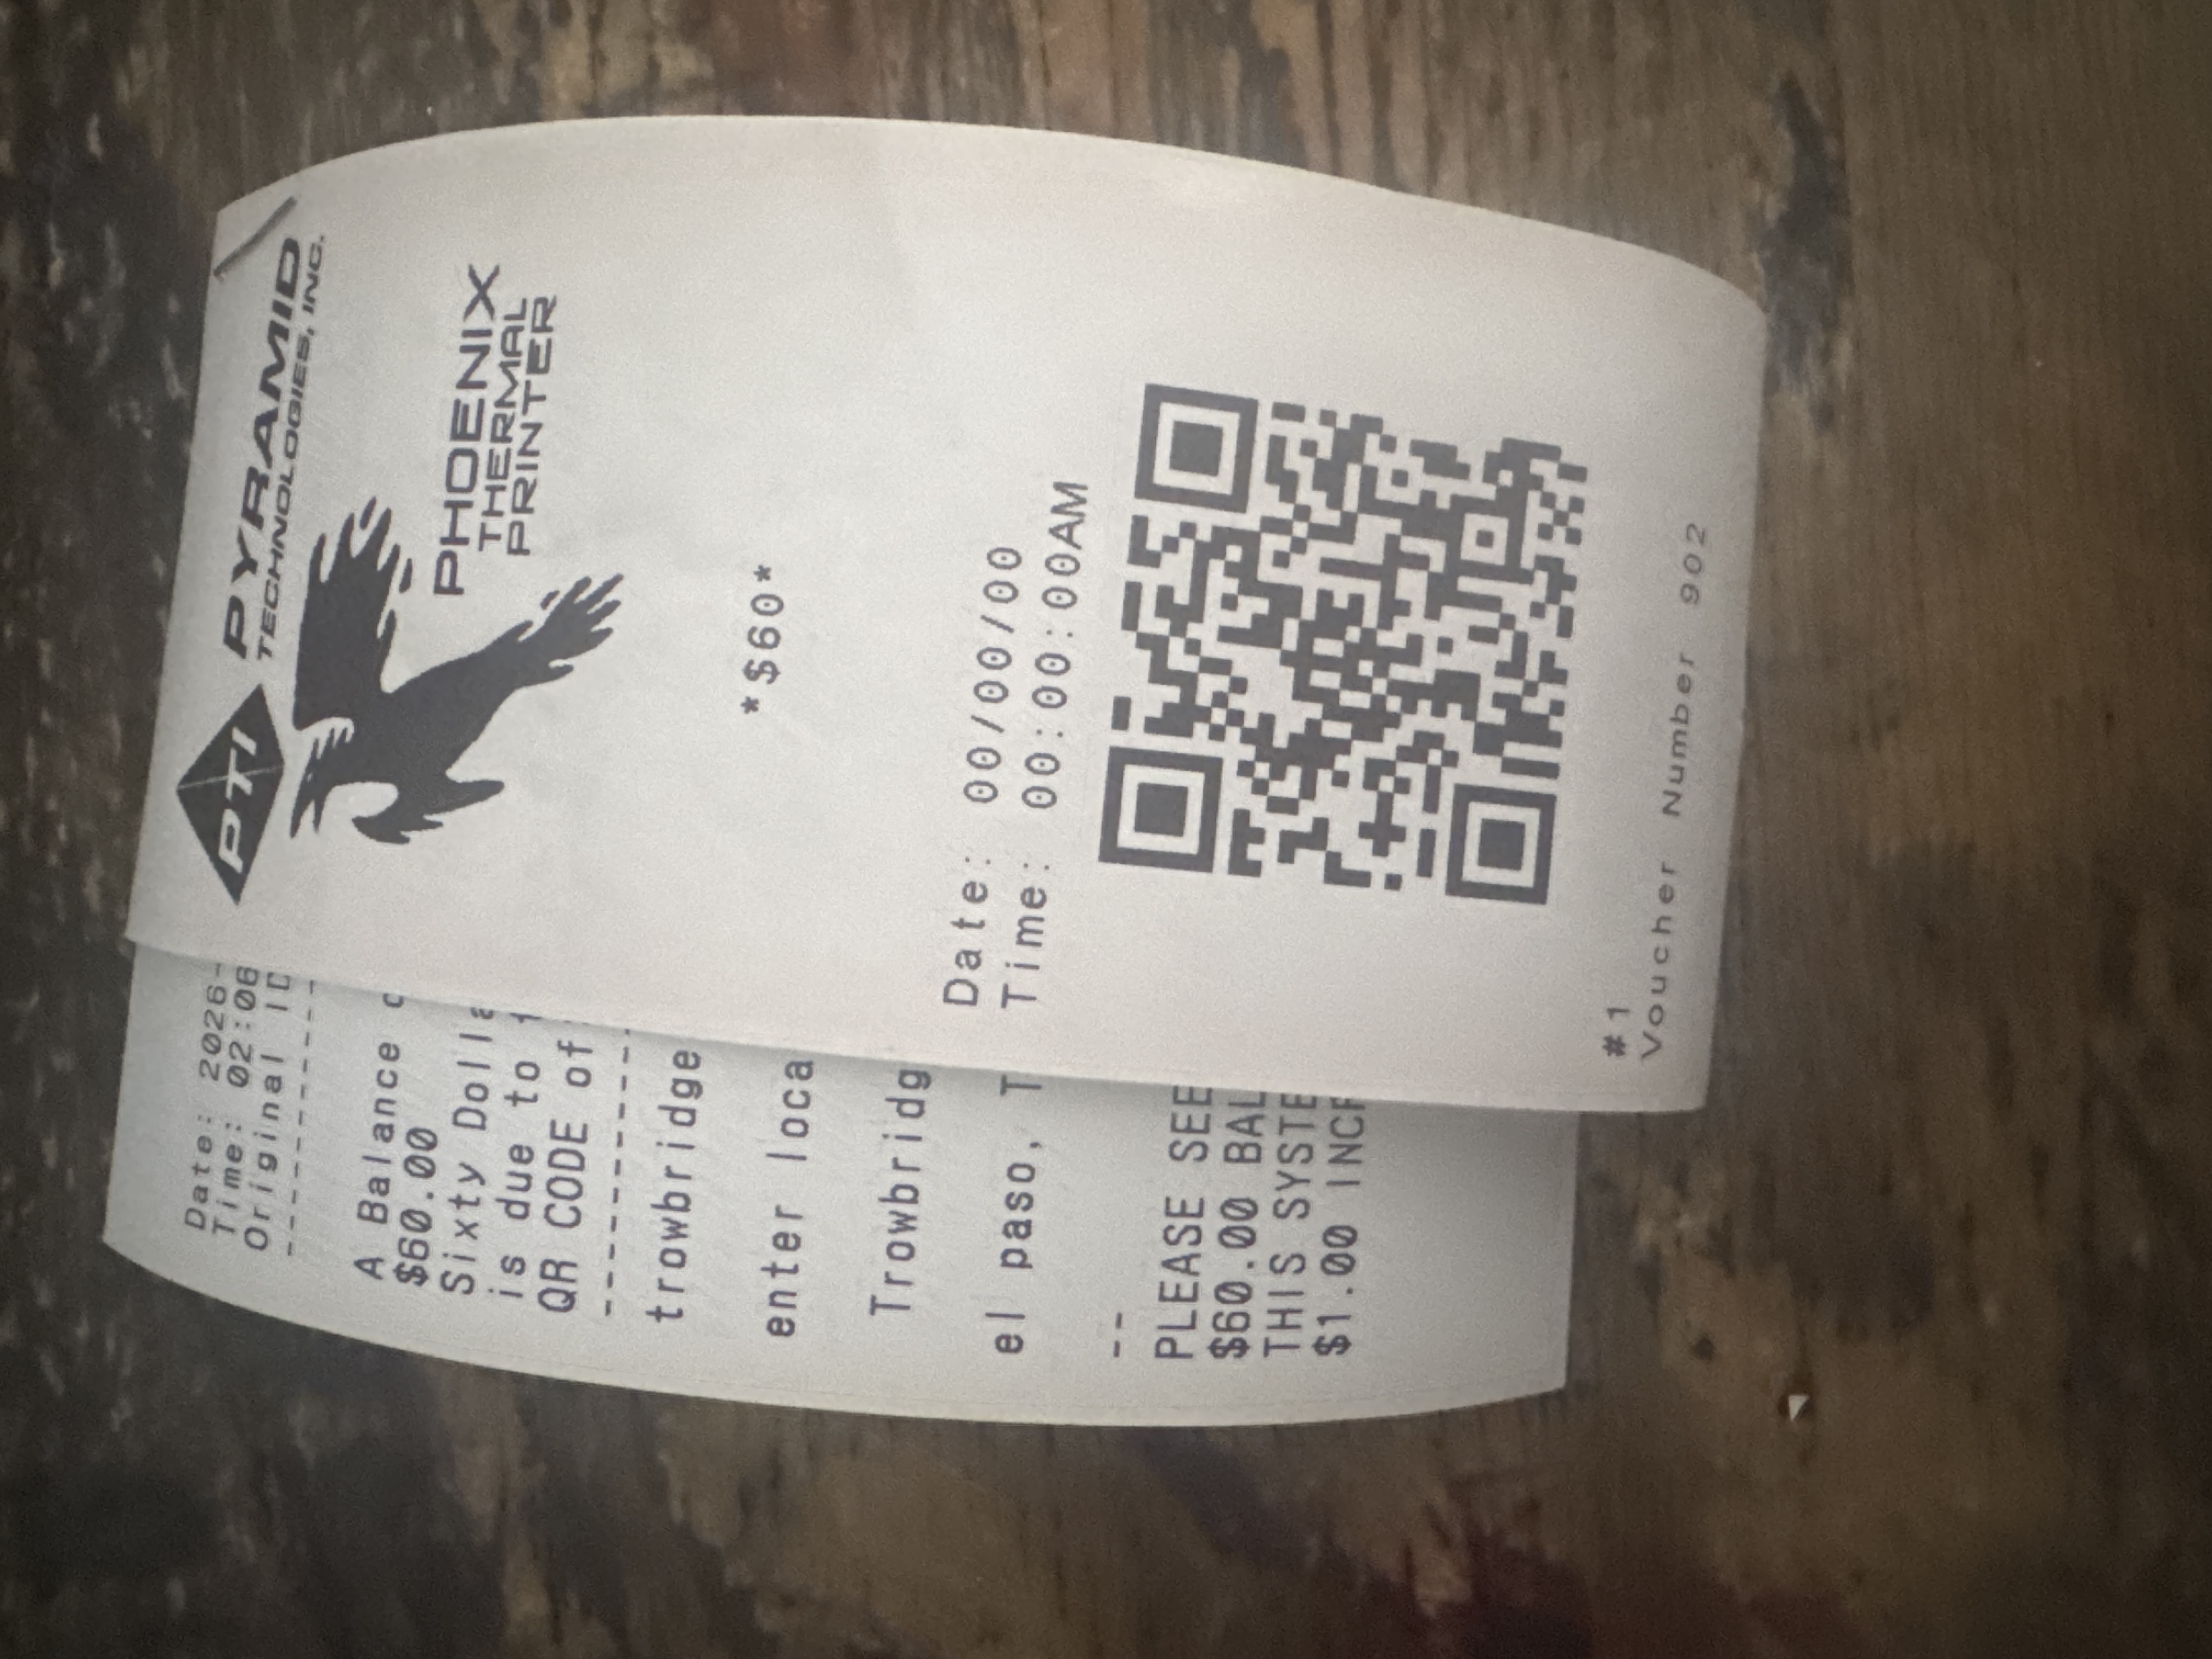 PTI PYRAMID
TECHNOLOGIES, INC.
PHOENIX
THERMAL
PRINTER
*$60*
Date: 00/00/00
Time: 00:00:00AM
#1
Voucher Number 902
Date: 2026-
Time: 02:06
Original ID
------------
A Balance
$60.00
Sixty Dolla
is due to
QR CODE of
------------
trowbridge
enter loca
Trowbridg
el paso, T
--
PLEASE SEE
$60.00 BAL
THIS SYSTE
$1.00 INCR